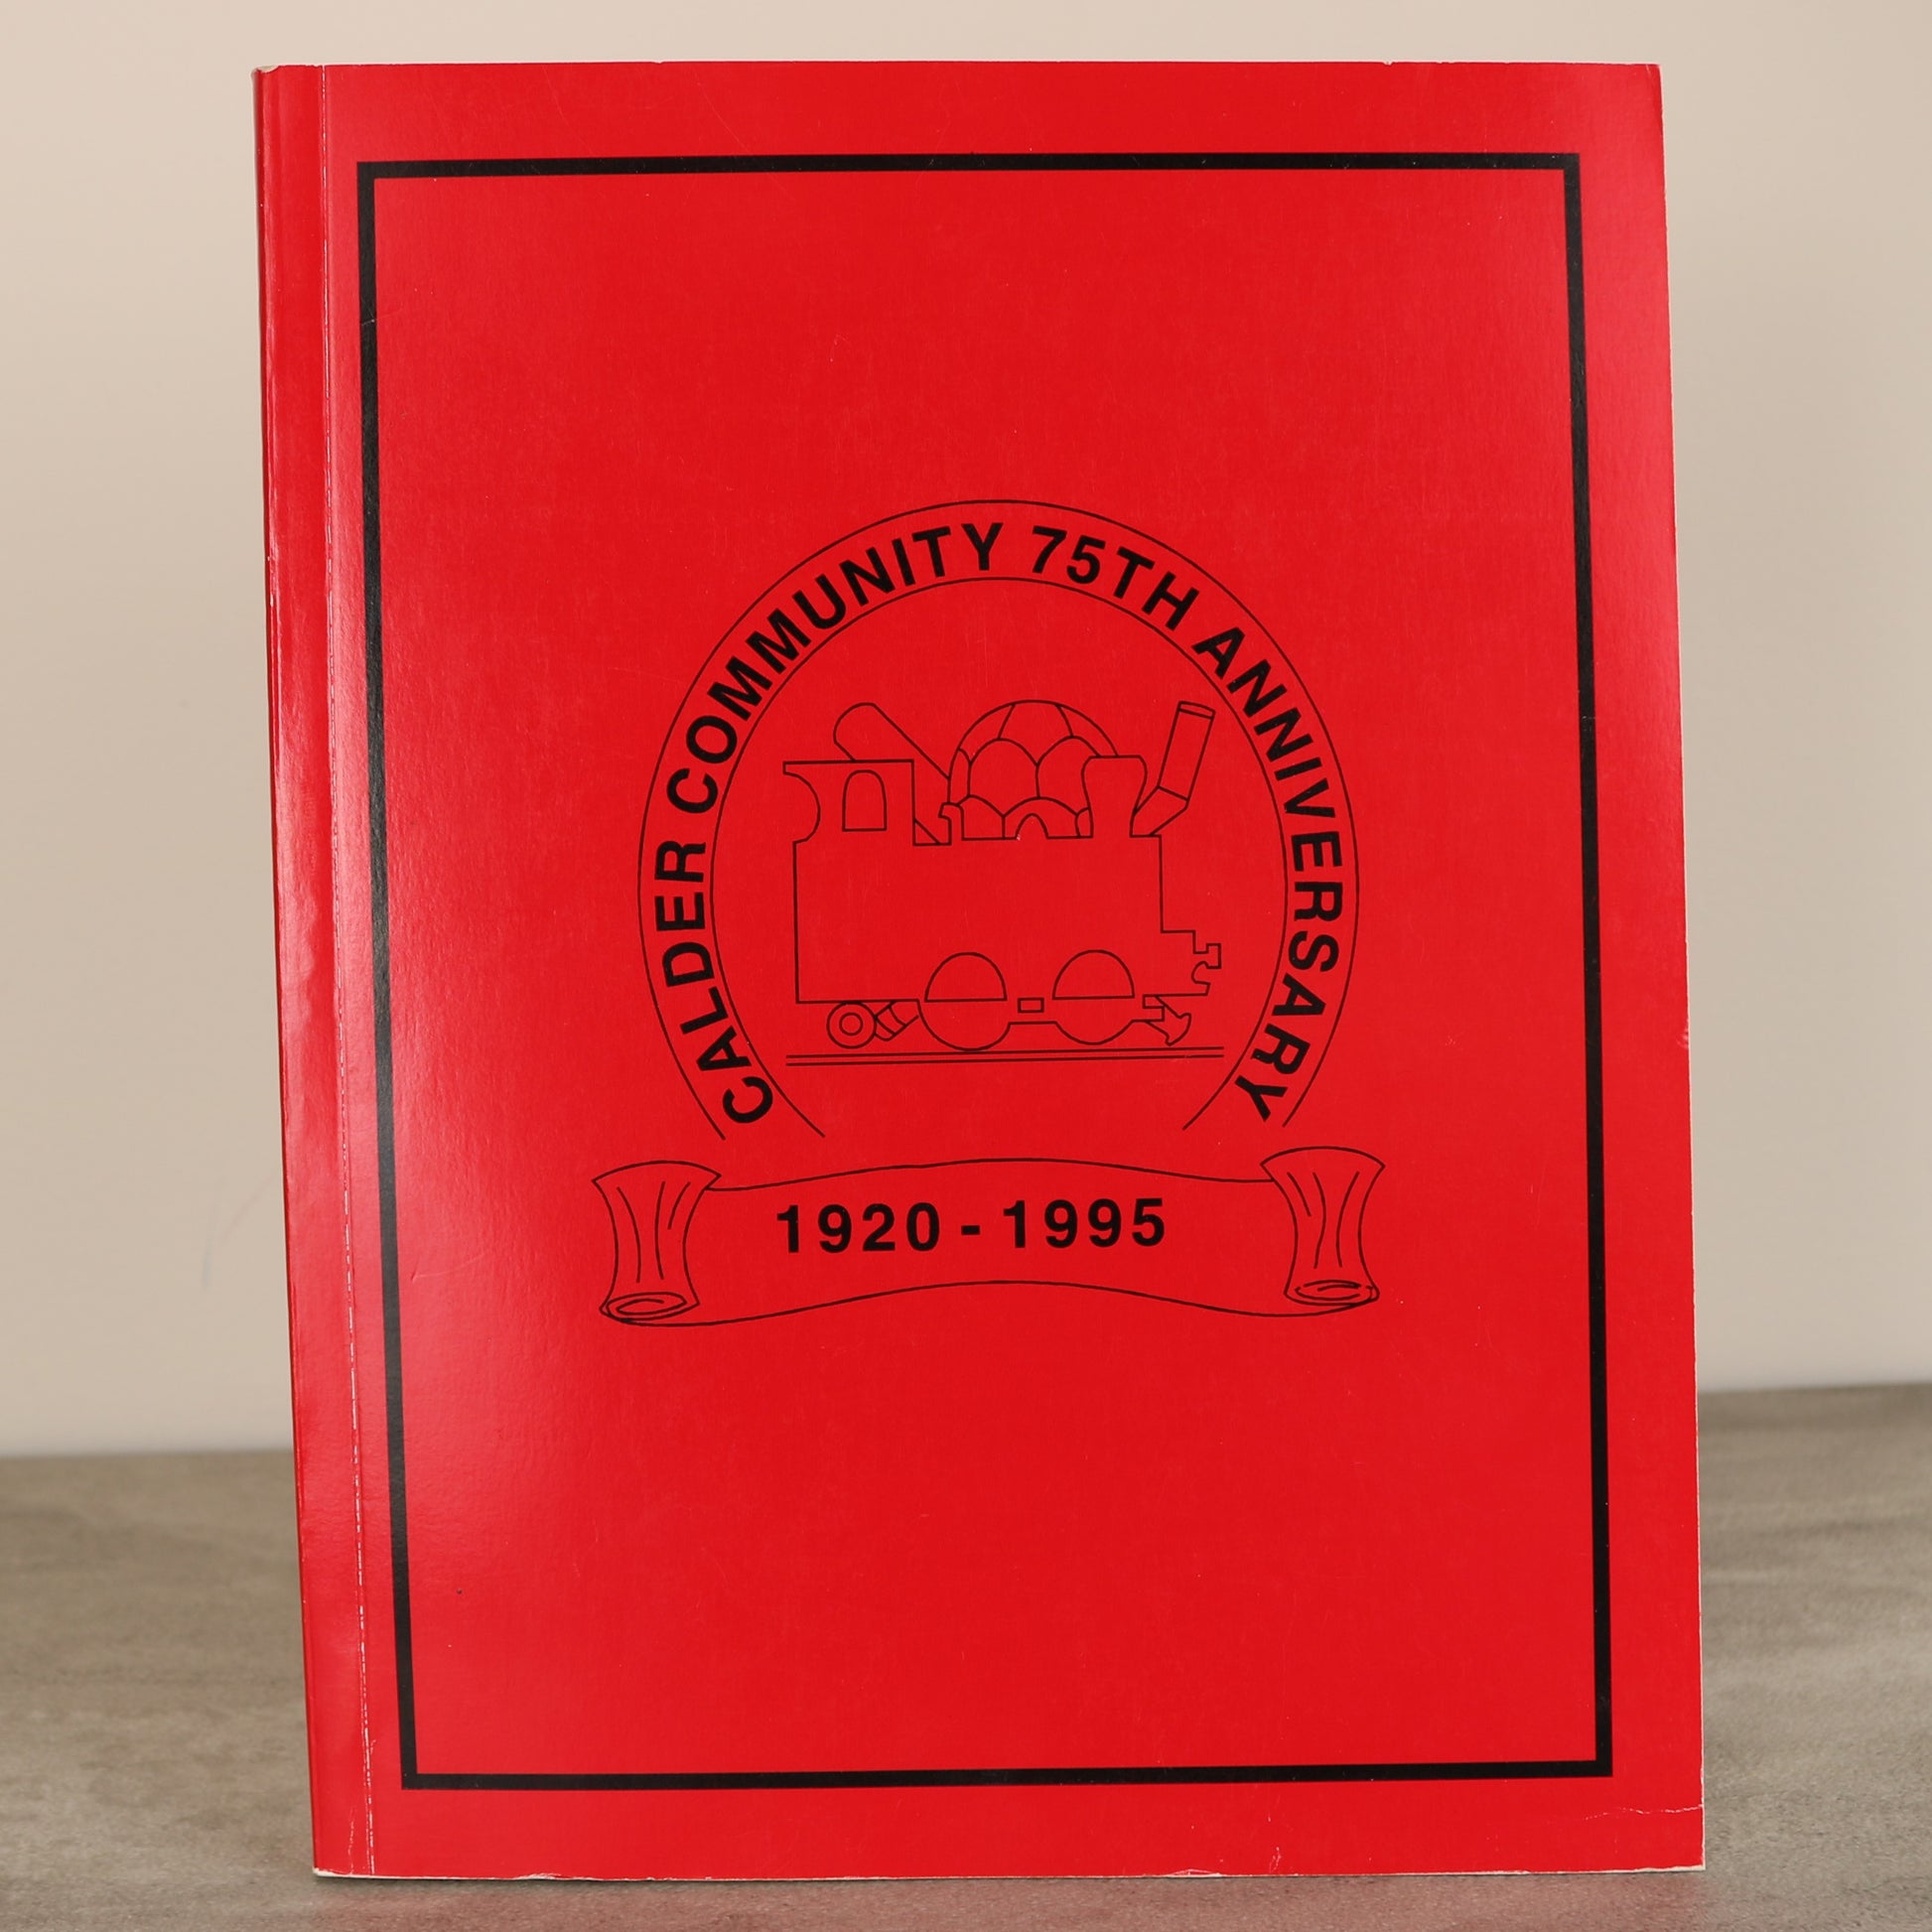 CALDER COMMUNITY 75TH ANNIVERSARY
1920 - 1995